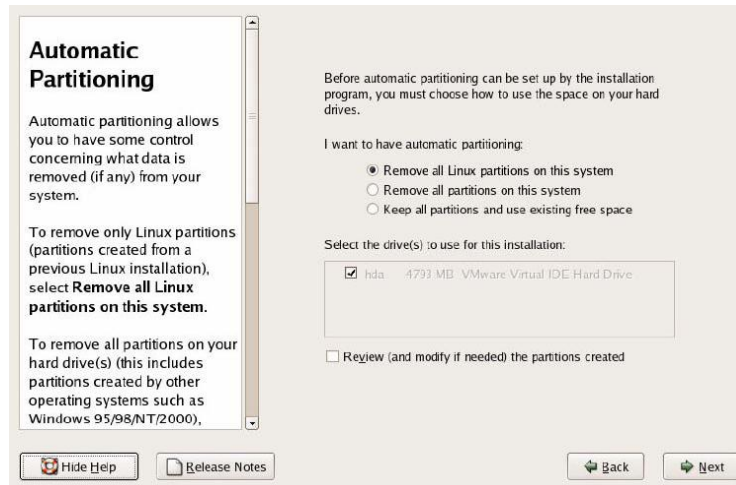 Automatic
Partitioning
Automatic partitioning allows
you to have some control
concerning what data is
removed (if any) from your
system.
To remove only Linux partitions
(partitions created from a
previous Linux installation),
select Remove all Linux
partitions on this system.
To remove all partitions on your
hard drive(s) (this includes
partitions created by other
operating systems such as
Windows 95/98/NT/2000),
Before automatic partitioning can be set up by the installation
program, you must choose how to use the space on your hard
drives.
I want to have automatic partitioning:
Remove all Linux partitions on this system
Remove all partitions on this system
Keep all partitions and use existing free space
Select the drive(s) to use for this installation:
hda 4793 MB VMware Virtual IDE Hard Drive
Review (and modify if needed) the partitions created
Hide Help
Release Notes
Back
Next